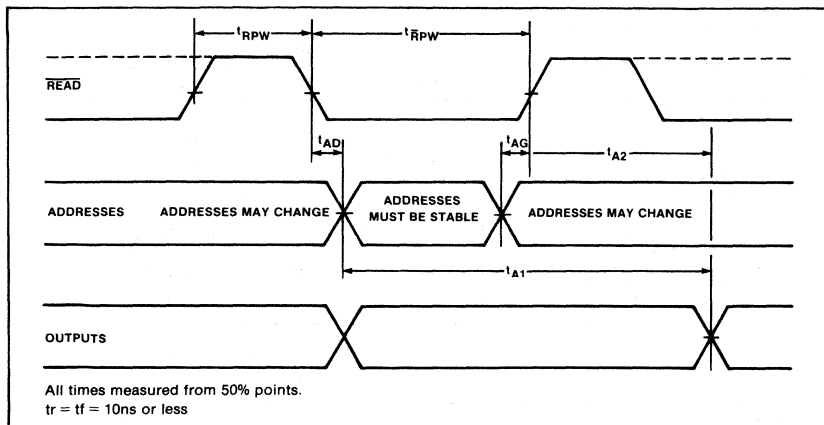 tRPW
tR̅PW
R̅E̅A̅D̅
tAD
tAG
tA2
ADDRESSES
ADDRESSES MAY CHANGE
ADDRESSES
MUST BE STABLE
ADDRESSES MAY CHANGE
tA1
OUTPUTS
All times measured from 50% points.
tr = tf = 10ns or less